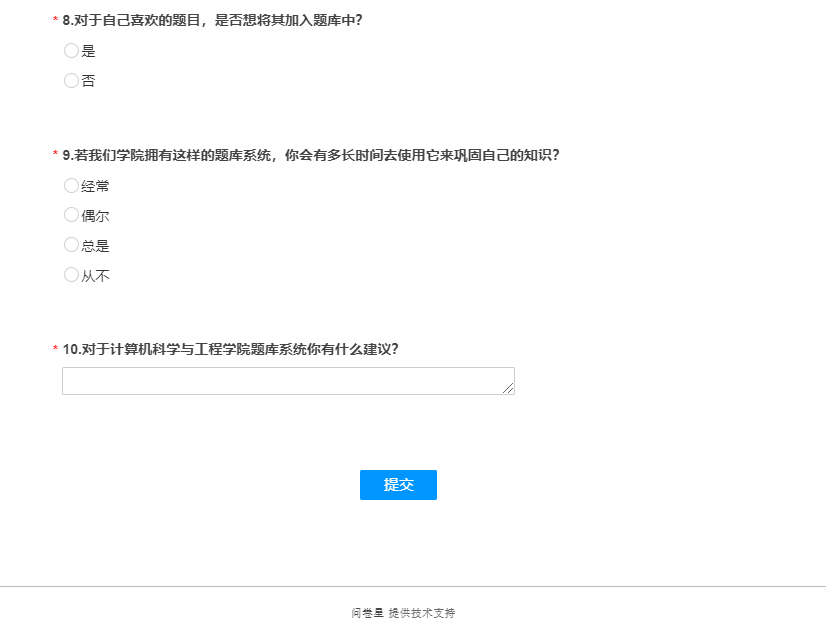 * 8.对于自己喜欢的题目，是否想将其加入题库中？
是
否
* 9.若我们学院拥有这样的题库系统，你会有多长时间去使用它来巩固自己的知识？
经常
偶尔
总是
从不
* 10.对于计算机科学与工程学院题库系统你有什么建议？
提交
问卷星 提供技术支持